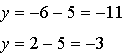 y = −6 − 5 = −11
y = 2 − 5 = −3